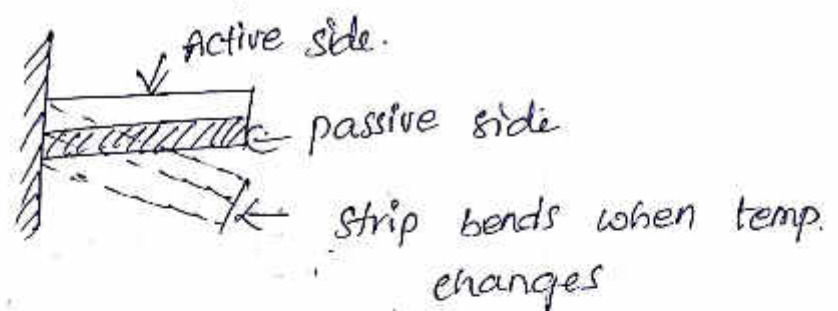 Active side.
passive side
strip bends when temp.
changes